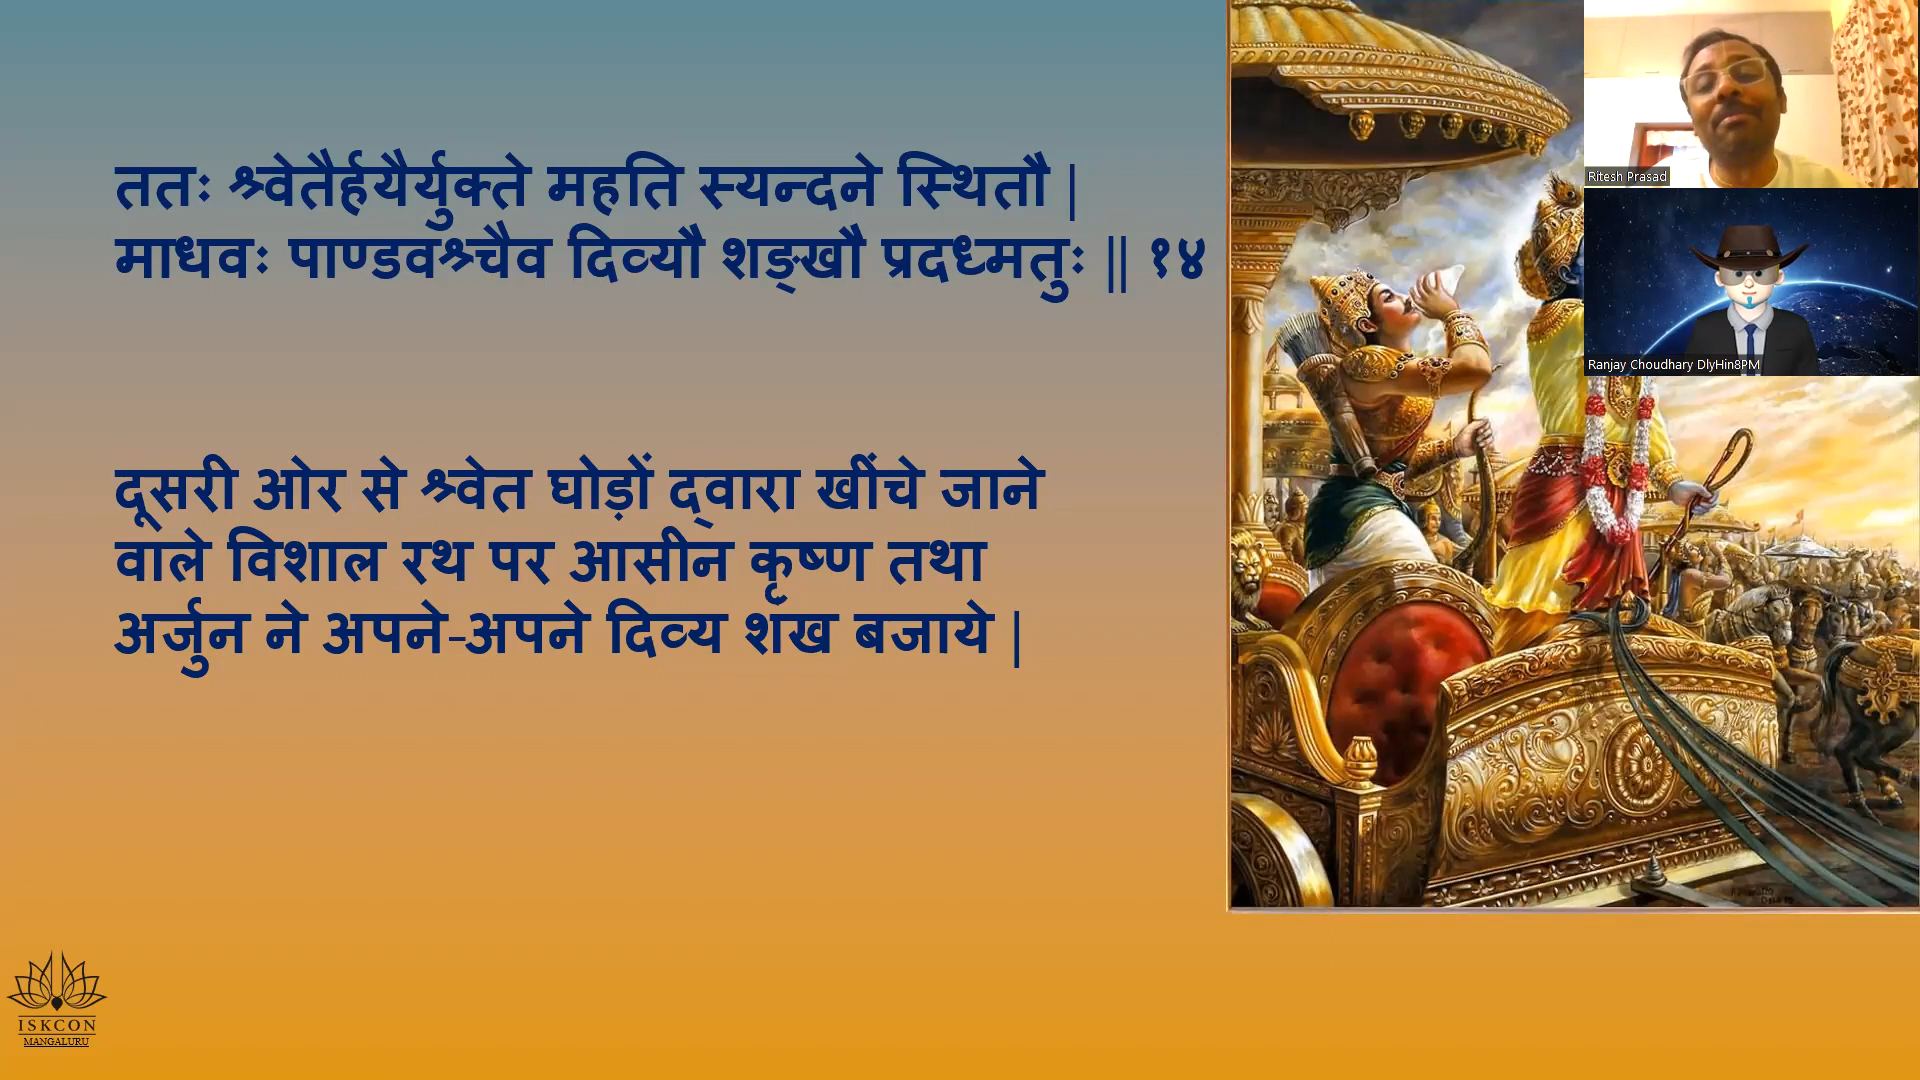 ततः श्र्वेतैर्हयैर्युक्ते महति स्यन्दने स्थितौ |
माधवः पाण्डवश्र्चैव दिव्यौ शङ्खौ प्रदध्मतुः || १४
दूसरी ओर से श्र्वेत घोड़ों द्वारा खींचे जाने
वाले विशाल रथ पर आसीन कृष्ण तथा
अर्जुन ने अपने-अपने दिव्य शंख बजाये |
Ritesh Prasad
Ranjay Choudhary DlyHin8PM
ISKCON
MANGALURU